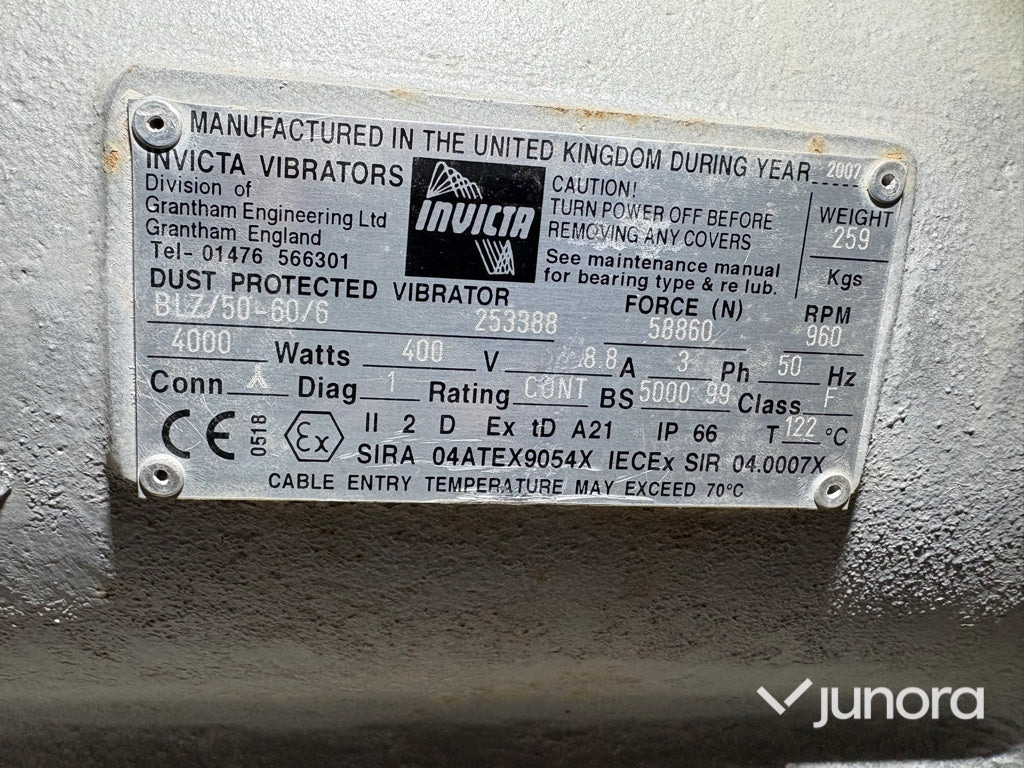 MANUFACTURED IN THE UNITED KINGDOM DURING YEAR 2007
INVICTA VIBRATORS
Division of
Grantham Engineering Ltd
Grantham England
Tel- 01476 566301
INVICTA
CAUTION!
TURN POWER OFF BEFORE
REMOVING ANY COVERS
See maintenance manual
for bearing type & re lub.
WEIGHT
259
Kgs
DUST PROTECTED VIBRATOR FORCE (N) RPM
BLZ/50-60/6 253388 58860 960
4000 Watts 400 V 8.8 A 3 Ph 50 Hz
Conn Diag 1 Rating CONT BS 5000 99 Class F
CE 0518 Ex II 2 D Ex tD A21 IP 66 T 122 °C
SIRA 04ATEX9054X IECEx SIR 04.0007X
CABLE ENTRY TEMPERATURE MAY EXCEED 70°C
junora